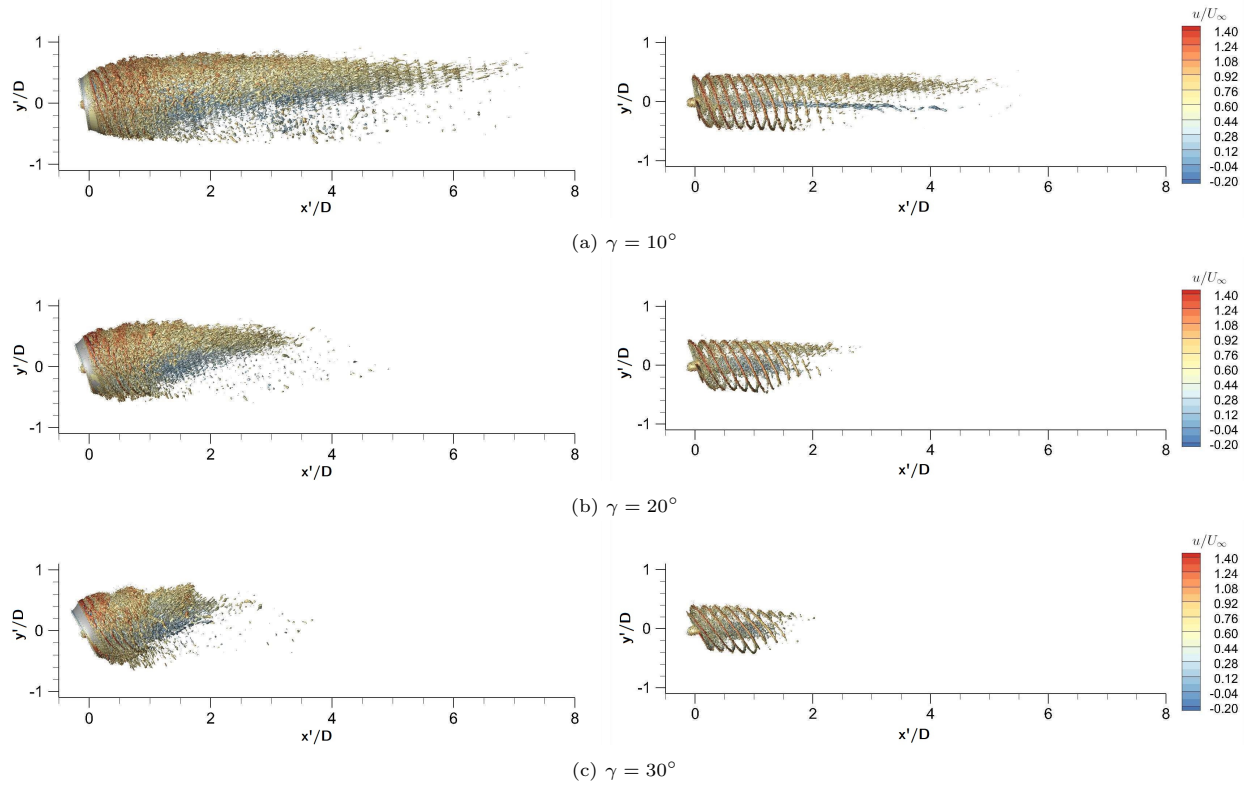 u/U∞
1 0 -1
y'/D
0 2 4 6 8
x'/D
1 0 -1
y'/D
0 2 4 6 8
x'/D
1.40
1.24
1.08
0.92
0.76
0.60
0.44
0.28
0.12
-0.04
-0.20
(a) γ = 10°
u/U∞
1 0 -1
y'/D
0 2 4 6 8
x'/D
1 0 -1
y'/D
0 2 4 6 8
x'/D
1.40
1.24
1.08
0.92
0.76
0.60
0.44
0.28
0.12
-0.04
-0.20
(b) γ = 20°
u/U∞
1 0 -1
y'/D
0 2 4 6 8
x'/D
1 0 -1
y'/D
0 2 4 6 8
x'/D
1.40
1.24
1.08
0.92
0.76
0.60
0.44
0.28
0.12
-0.04
-0.20
(c) γ = 30°